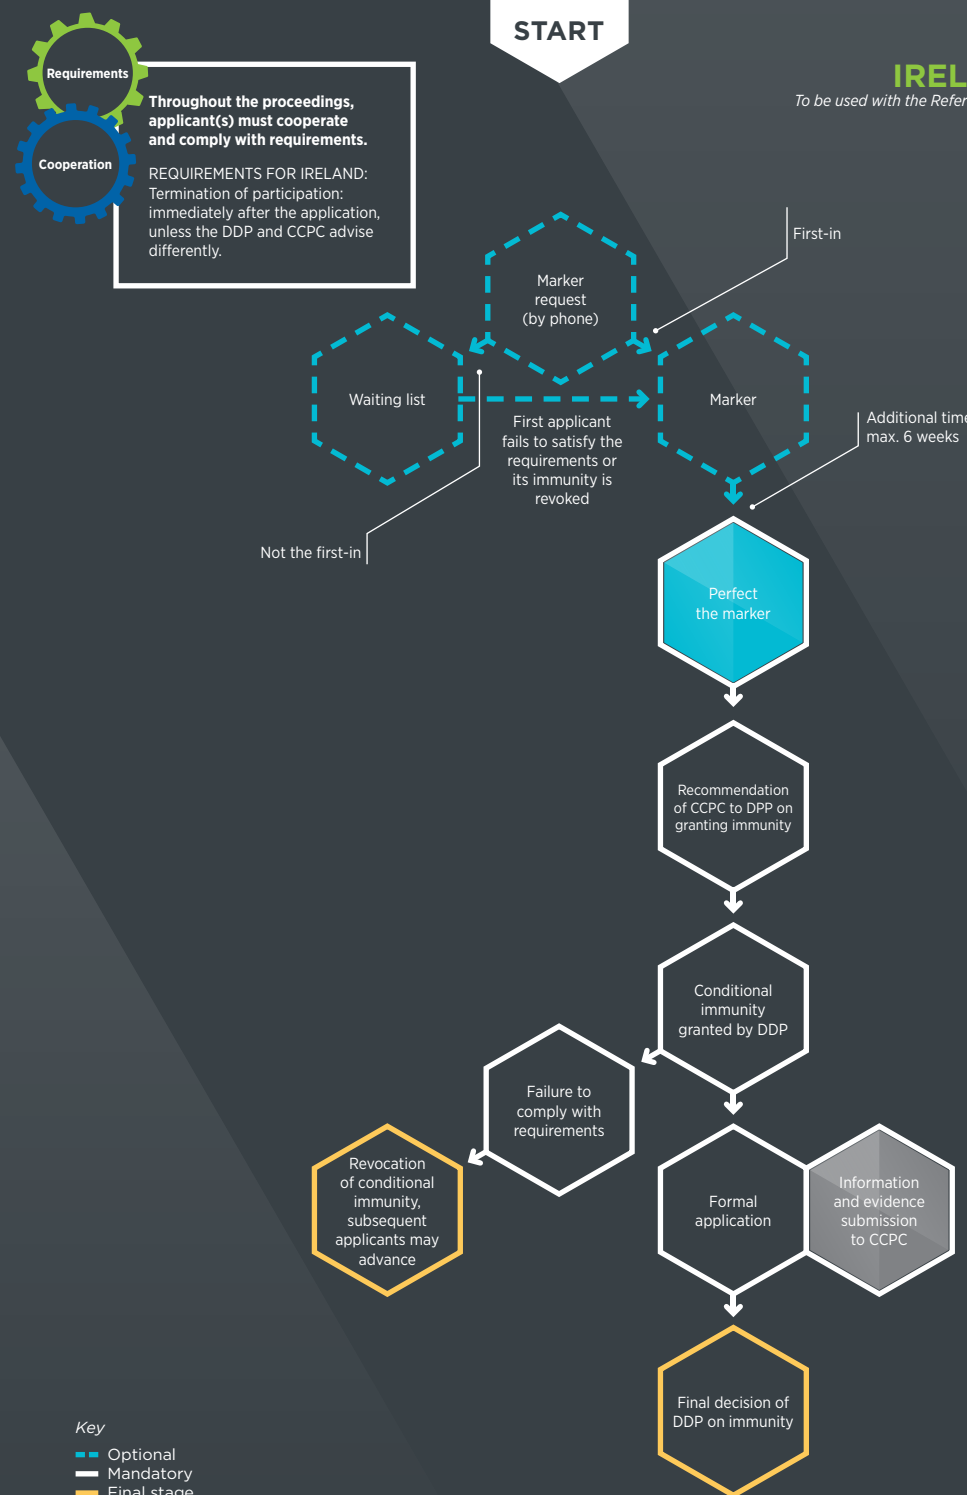 START
IREL
To be used with the Refer
Requirements
Cooperation
Throughout the proceedings,
applicant(s) must cooperate
and comply with requirements.
REQUIREMENTS FOR IRELAND:
Termination of participation:
immediately after the application,
unless the DDP and CCPC advise
differently.
First-in
Marker
request
(by phone)
Waiting list
Marker
First applicant
fails to satisfy the
requirements or
its immunity is
revoked
Additional time
max. 6 weeks
Not the first-in
Perfect
the marker
Recommendation
of CCPC to DPP on
granting immunity
Conditional
immunity
granted by DDP
Failure to
comply with
requirements
Revocation
of conditional
immunity,
subsequent
applicants may
advance
Formal
application
Information
and evidence
submission
to CCPC
Final decision of
DDP on immunity
Key
Optional
Mandatory
Final stage